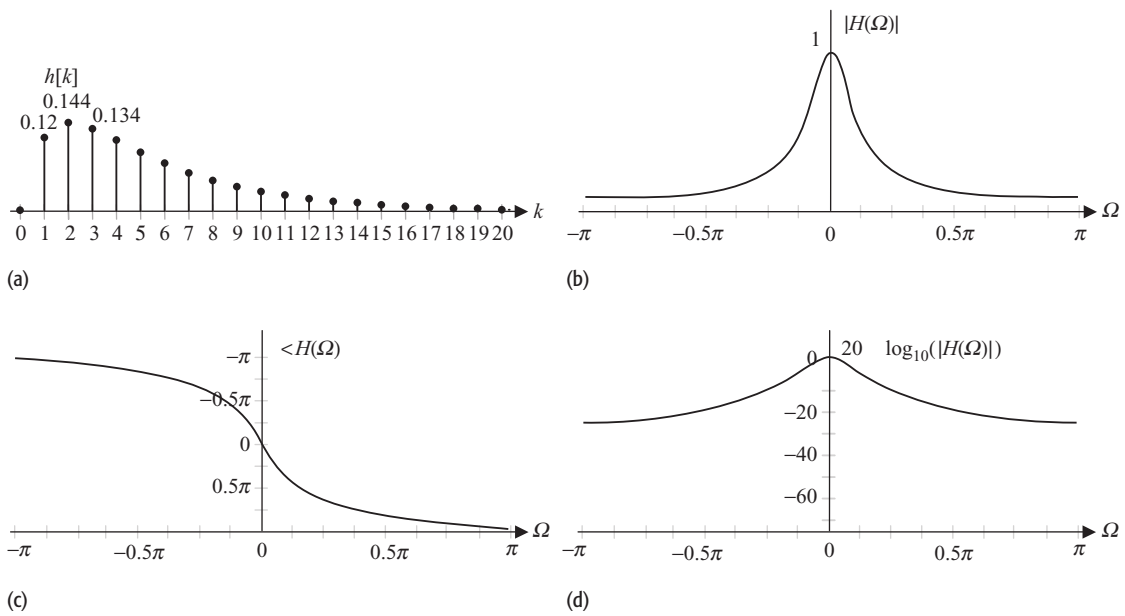 h[k]
0.144
0.12
0.134
k
0 1 2 3 4 5 6 7 8 9 10 11 12 13 14 15 16 17 18 19 20
(a)
|H(Ω)|
1
Ω
−π −0.5π 0 0.5π π
(b)
<H(Ω)
−π
−0.5π
0
0.5π
Ω
−π −0.5π 0 0.5π π
(c)
20 log10(|H(Ω)|)
0
−20
−40
−60
Ω
−π −0.5π 0 0.5π π
(d)